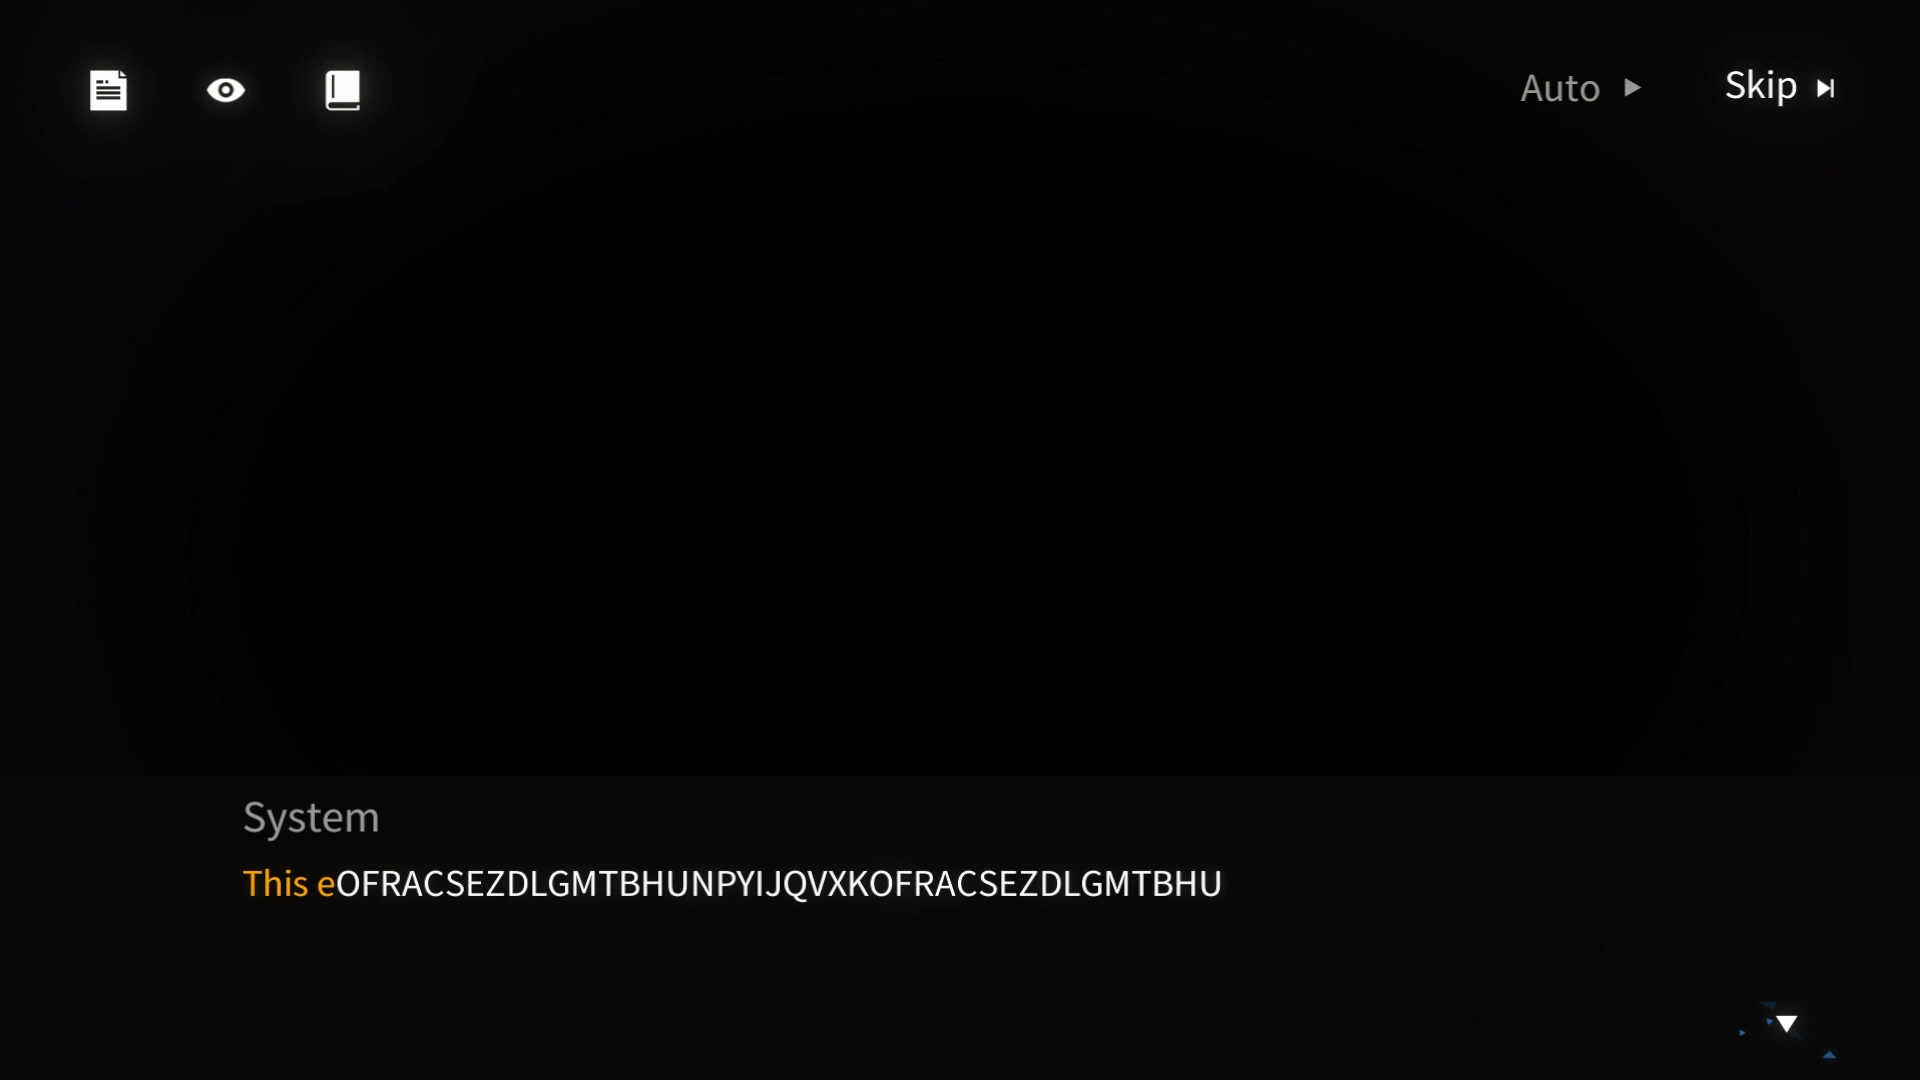 Auto
Skip
System
This eOFRACSEZDLGMTBHUNPYIJQVXKOFRACSEZDLGMTBHU